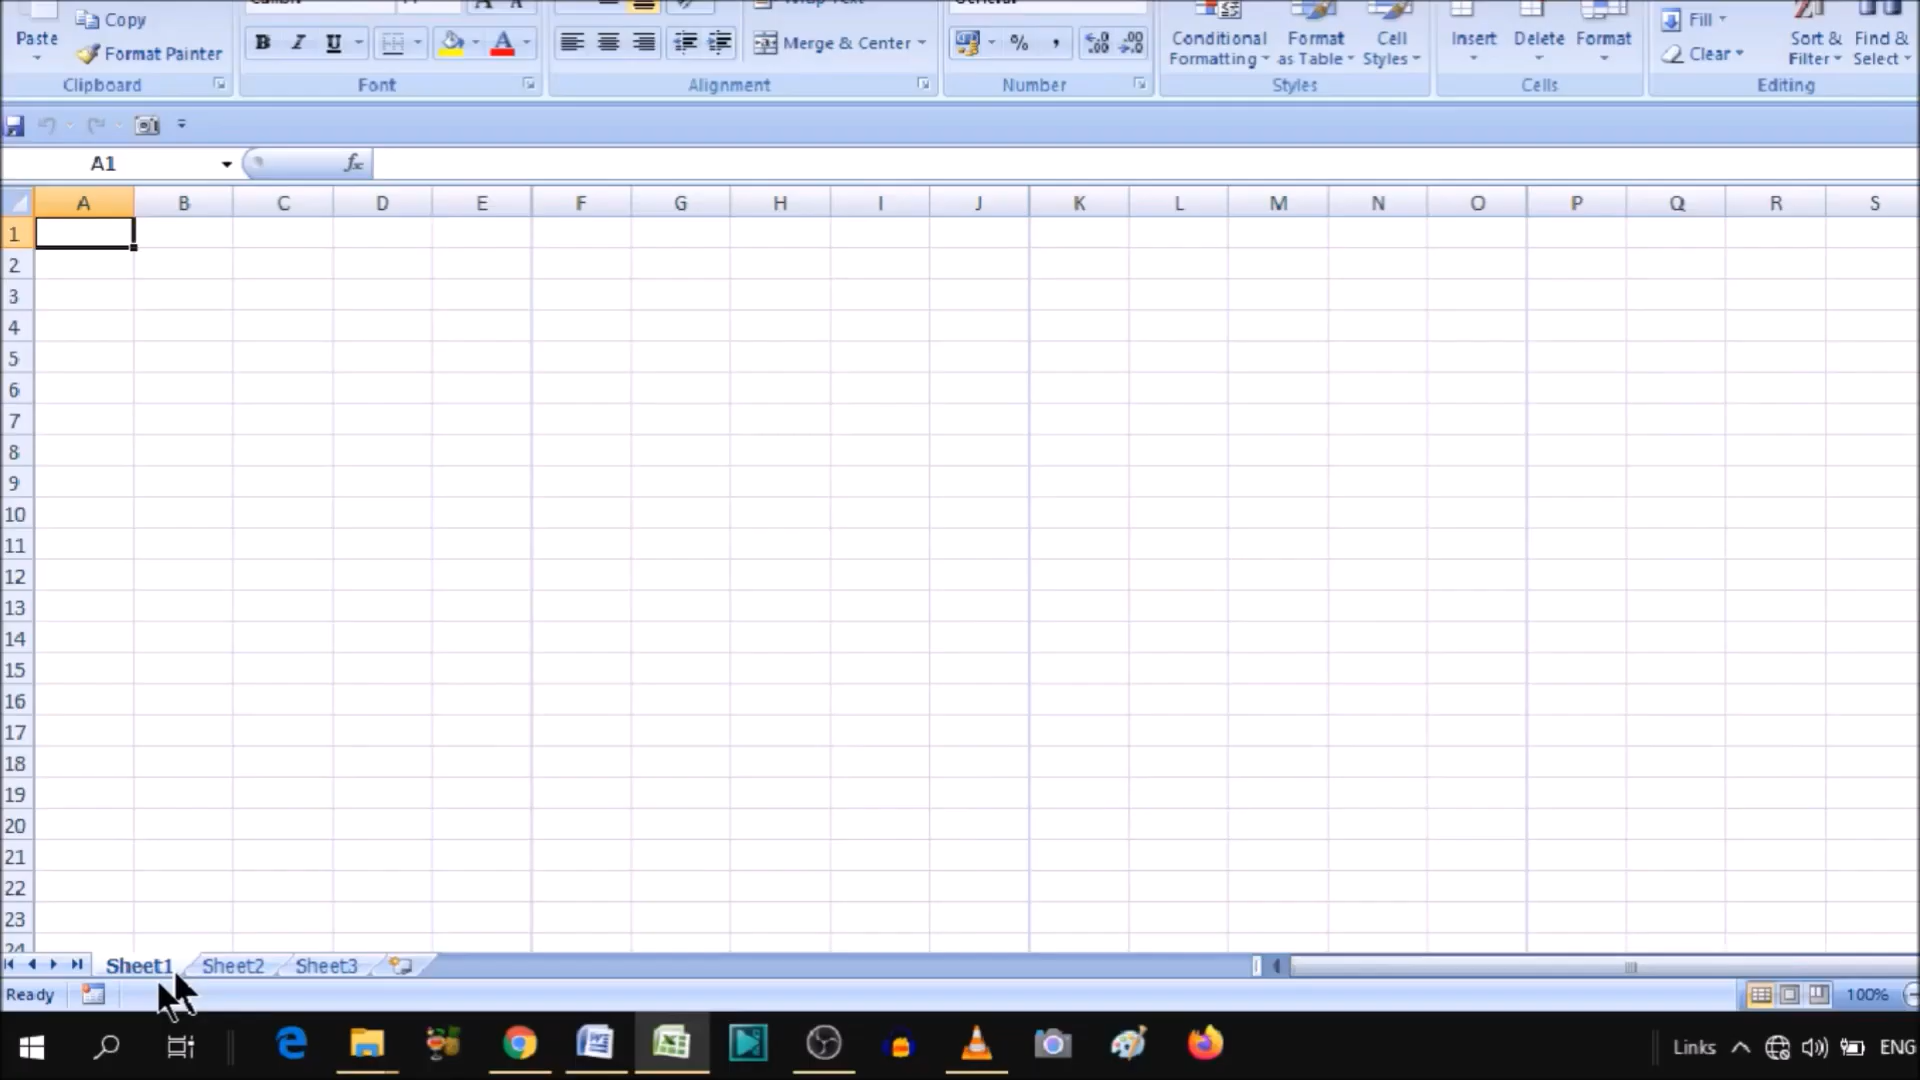 Copy
Paste
Format Painter
Clipboard
B I U A
Font
Merge & Center
Alignment
% ,
Number
Conditional Formatting
Format as Table
Cell Styles
Styles
Insert
Delete
Format
Cells
Fill
Clear
Sort & Filter
Find & Select
Editing
A1
fx
A B C D E F G H I J K L M N O P Q R S
1
2
3
4
5
6
7
8
9
10
11
12
13
14
15
16
17
18
19
20
21
22
23
24
Sheet1 Sheet2 Sheet3
Ready
100%
Links
ENG